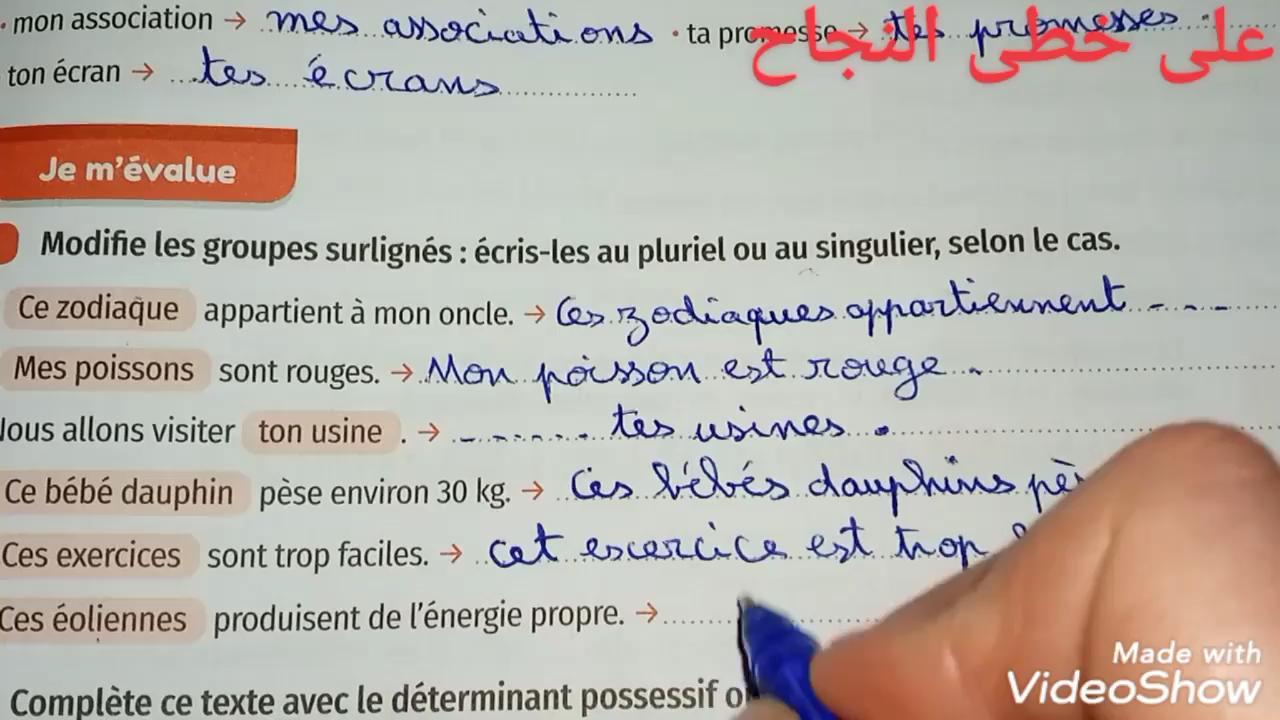 • mon association → mes associations • ta promesse → tes promesses
على خطى النجاح
ton écran → tes écrans
Je m'évalue
Modifie les groupes surlignés : écris-les au pluriel ou au singulier, selon le cas.
Ce zodiaque appartient à mon oncle. → Ces zodiaques appartiennent - - - -
Mes poissons sont rouges. → Mon poisson est rouge.
Nous allons visiter ton usine . → - - - - - - tes usines.
Ce bébé dauphin pèse environ 30 kg. → Ces bébés dauphins
Ces exercices sont trop faciles. → cet exercice est trop
Ces éoliennes produisent de l'énergie propre. →
Complète ce texte avec le déterminant possessif
Made with
VideoShow